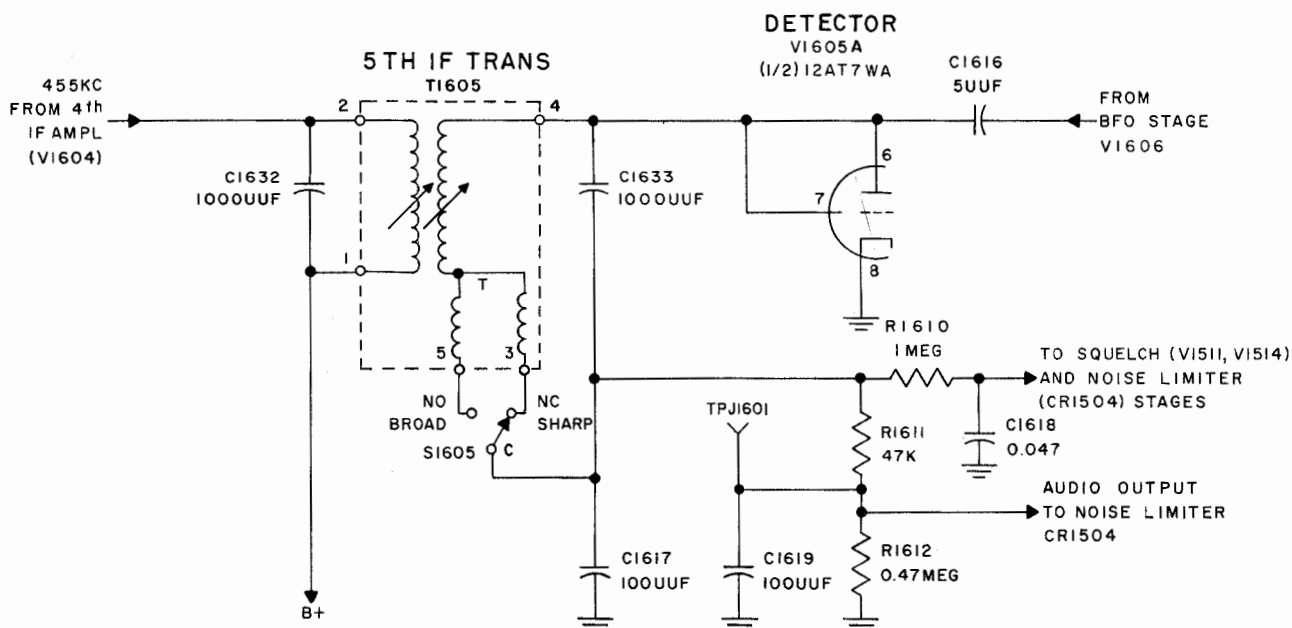 DETECTOR
V1605A
(1/2) 12AT7WA
5TH IF TRANS
T1605
C1616
5UUF
455KC
FROM 4th
IF AMPL
(V1604)
2
4
FROM
BFO STAGE
V1606
6
C1632
1000UUF
C1633
1000UUF
7
8
1
T
R1610
1 MEG
5
3
TO SQUELCH (V1511, V1514)
AND NOISE LIMITER
(CR1504) STAGES
NO
BROAD
NC
SHARP
TPJ1601
C1618
0.047
S1605
C
R1611
47K
AUDIO OUTPUT
TO NOISE LIMITER
CR1504
C1617
100UUF
C1619
100UUF
R1612
0.47MEG
B+